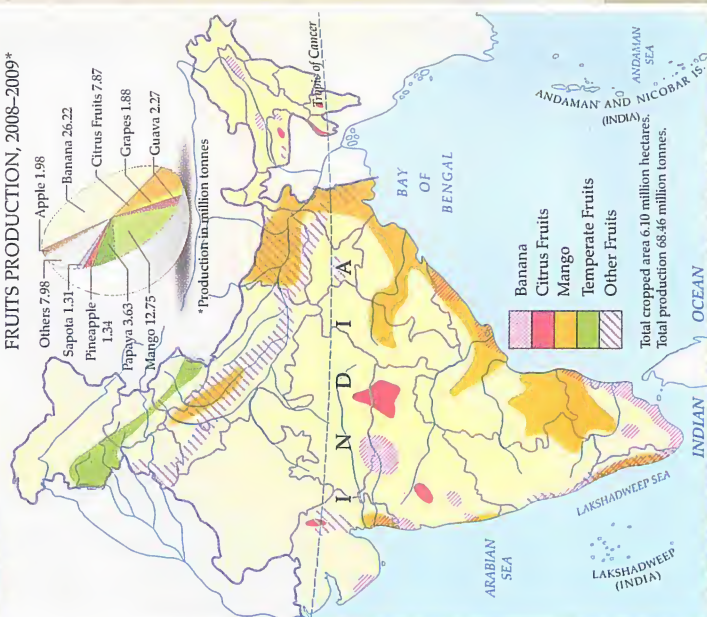 FRUITS PRODUCTION, 2008–2009*
Apple 1.98
Banana 26.22
Citrus Fruits 7.87
Grapes 1.88
Guava 2.27
Others 7.98
Sapota 1.31
Pineapple
1.34
Papaya 3.63
Mango 12.75
*Production in million tonnes
Tropic of Cancer
I N D I A
ARABIAN
SEA
BAY
OF
BENGAL
ANDAMAN
SEA
ANDAMAN AND NICOBAR IS.
(INDIA)
LAKSHADWEEP SEA
LAKSHADWEEP
(INDIA)
INDIAN OCEAN
Banana
Citrus Fruits
Mango
Temperate Fruits
Other Fruits
Total cropped area 6.10 million hectares.
Total production 68.46 million tonnes.